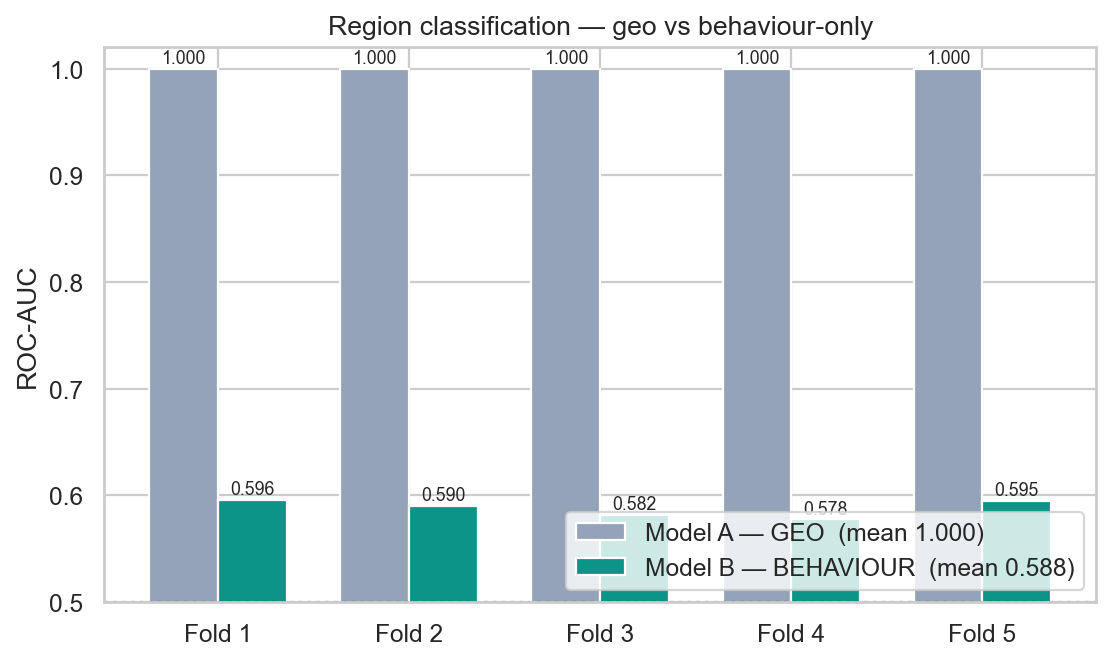 Region classification — geo vs behaviour-only
ROC-AUC
1.0
0.9
0.8
0.7
0.6
0.5
1.000
1.000
1.000
1.000
1.000
0.596
0.590
0.582
0.578
0.595
Model A — GEO (mean 1.000)
Model B — BEHAVIOUR (mean 0.588)
Fold 1
Fold 2
Fold 3
Fold 4
Fold 5